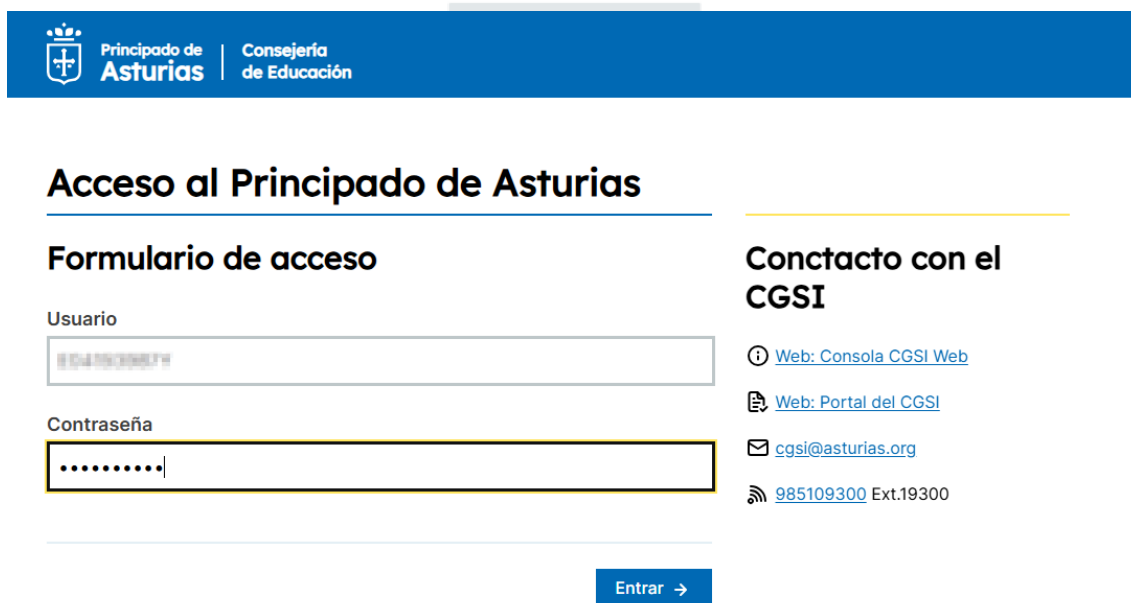 Principado de
Asturias
Consejería
de Educación
Acceso al Principado de Asturias
Formulario de acceso
Usuario
Contraseña
••••••••••
Entrar →
Conctacto con el
CGSI
Web: Consola CGSI Web
Web: Portal del CGSI
cgsi@asturias.org
985109300 Ext.19300